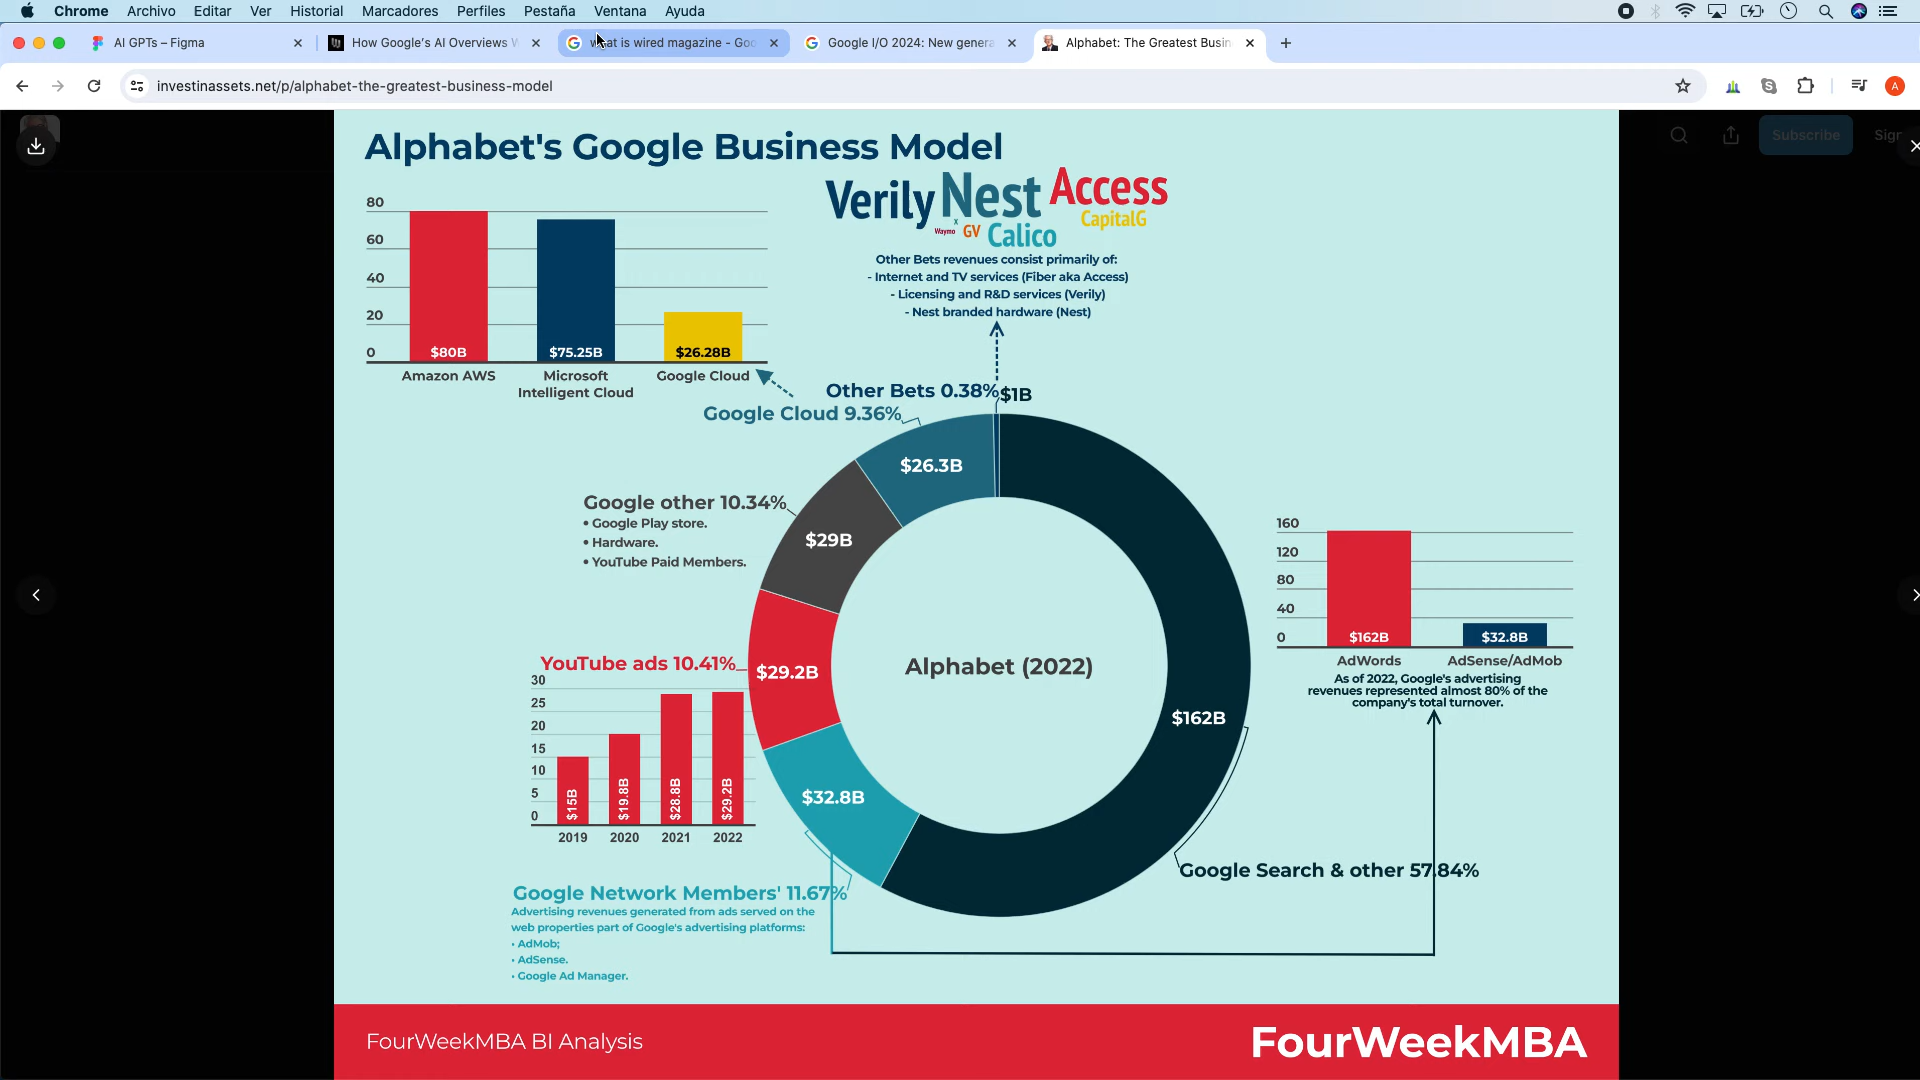 Chrome Archivo Editar Ver Historial Marcadores Perfiles Pestaña Ventana Ayuda
AI GPTs – Figma
How Google's AI Overviews W
what is wired magazine - Goo
Google I/O 2024: New genera
Alphabet: The Greatest Busin
investinassets.net/p/alphabet-the-greatest-business-model
A
Subscribe
Sig
Alphabet's Google Business Model
80
60
40
20
0
$80B
$75.25B
$26.28B
Amazon AWS
Microsoft
Intelligent Cloud
Google Cloud
Verily Nest Access
CapitalG
X
Waymo GV Calico
Other Bets revenues consist primarily of:
- Internet and TV services (Fiber aka Access)
- Licensing and R&D services (Verily)
- Nest branded hardware (Nest)
Other Bets 0.38%
$1B
Google Cloud 9.36%
$26.3B
Google other 10.34%
• Google Play store.
• Hardware.
• YouTube Paid Members.
$29B
YouTube ads 10.41%
$29.2B
30
25
20
15
10
5
0
$15B
$19.8B
$28.8B
$29.2B
2019
2020
2021
2022
Alphabet (2022)
$162B
$32.8B
160
120
80
40
0
$162B
$32.8B
AdWords
AdSense/AdMob
As of 2022, Google's advertising
revenues represented almost 80% of the
company's total turnover.
Google Search & other 57.84%
Google Network Members' 11.67%
Advertising revenues generated from ads served on the
web properties part of Google's advertising platforms:
• AdMob;
• AdSense.
• Google Ad Manager.
FourWeekMBA BI Analysis
FourWeekMBA